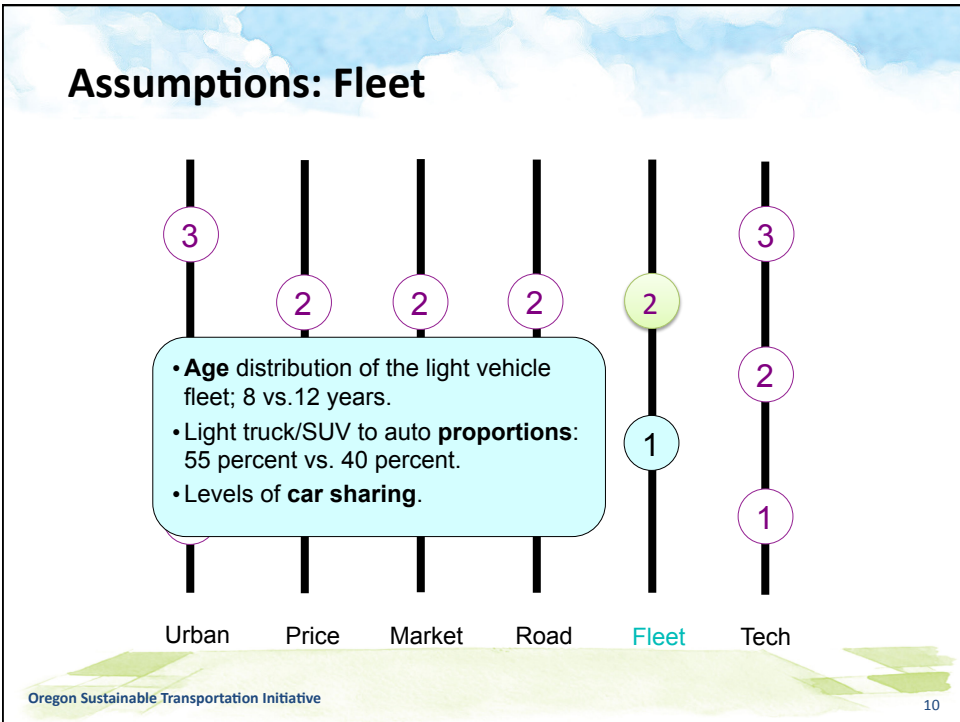 Assumptions: Fleet
3
3
2
2
2
2
• Age distribution of the light vehicle
fleet; 8 vs.12 years.
• Light truck/SUV to auto proportions:
55 percent vs. 40 percent.
• Levels of car sharing.
2
1
1
Urban
Price
Market
Road
Fleet
Tech
Oregon Sustainable Transportation Initiative
10